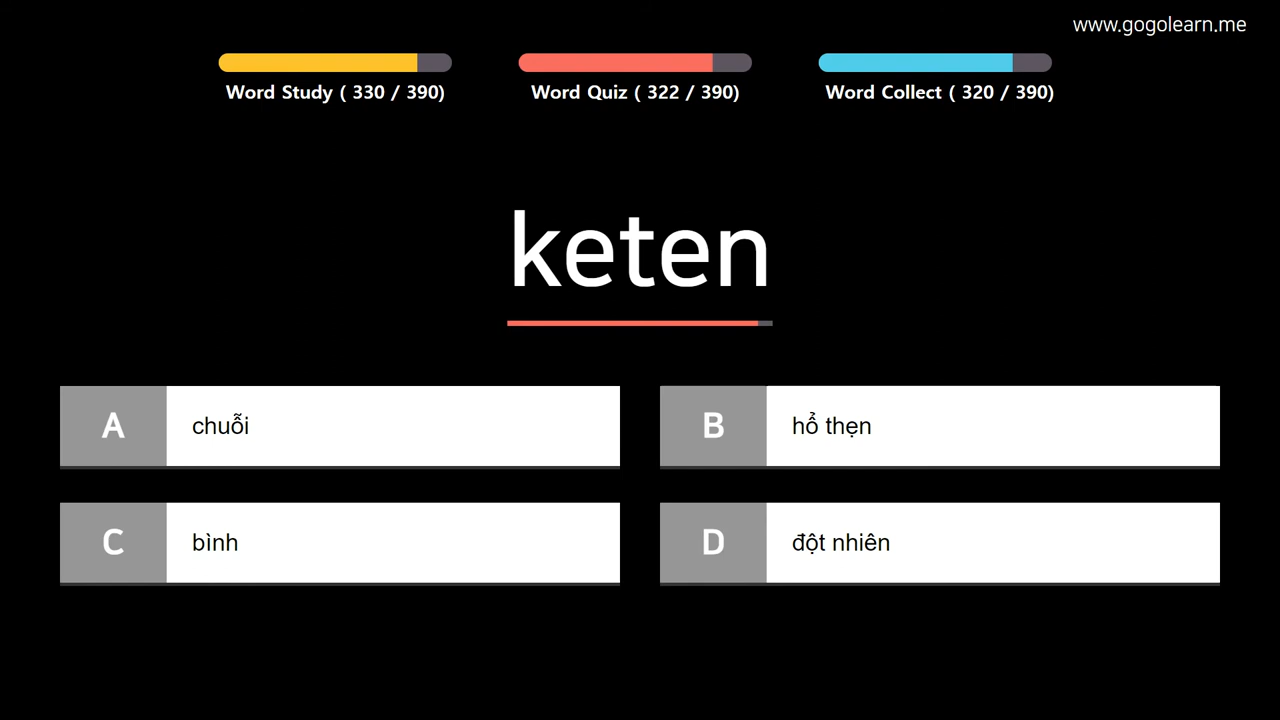 www.gogolearn.me
Word Study ( 330 / 390)
Word Quiz ( 322 / 390)
Word Collect ( 320 / 390)
keten
A chuỗi
B hổ thẹn
C bình
D đột nhiên